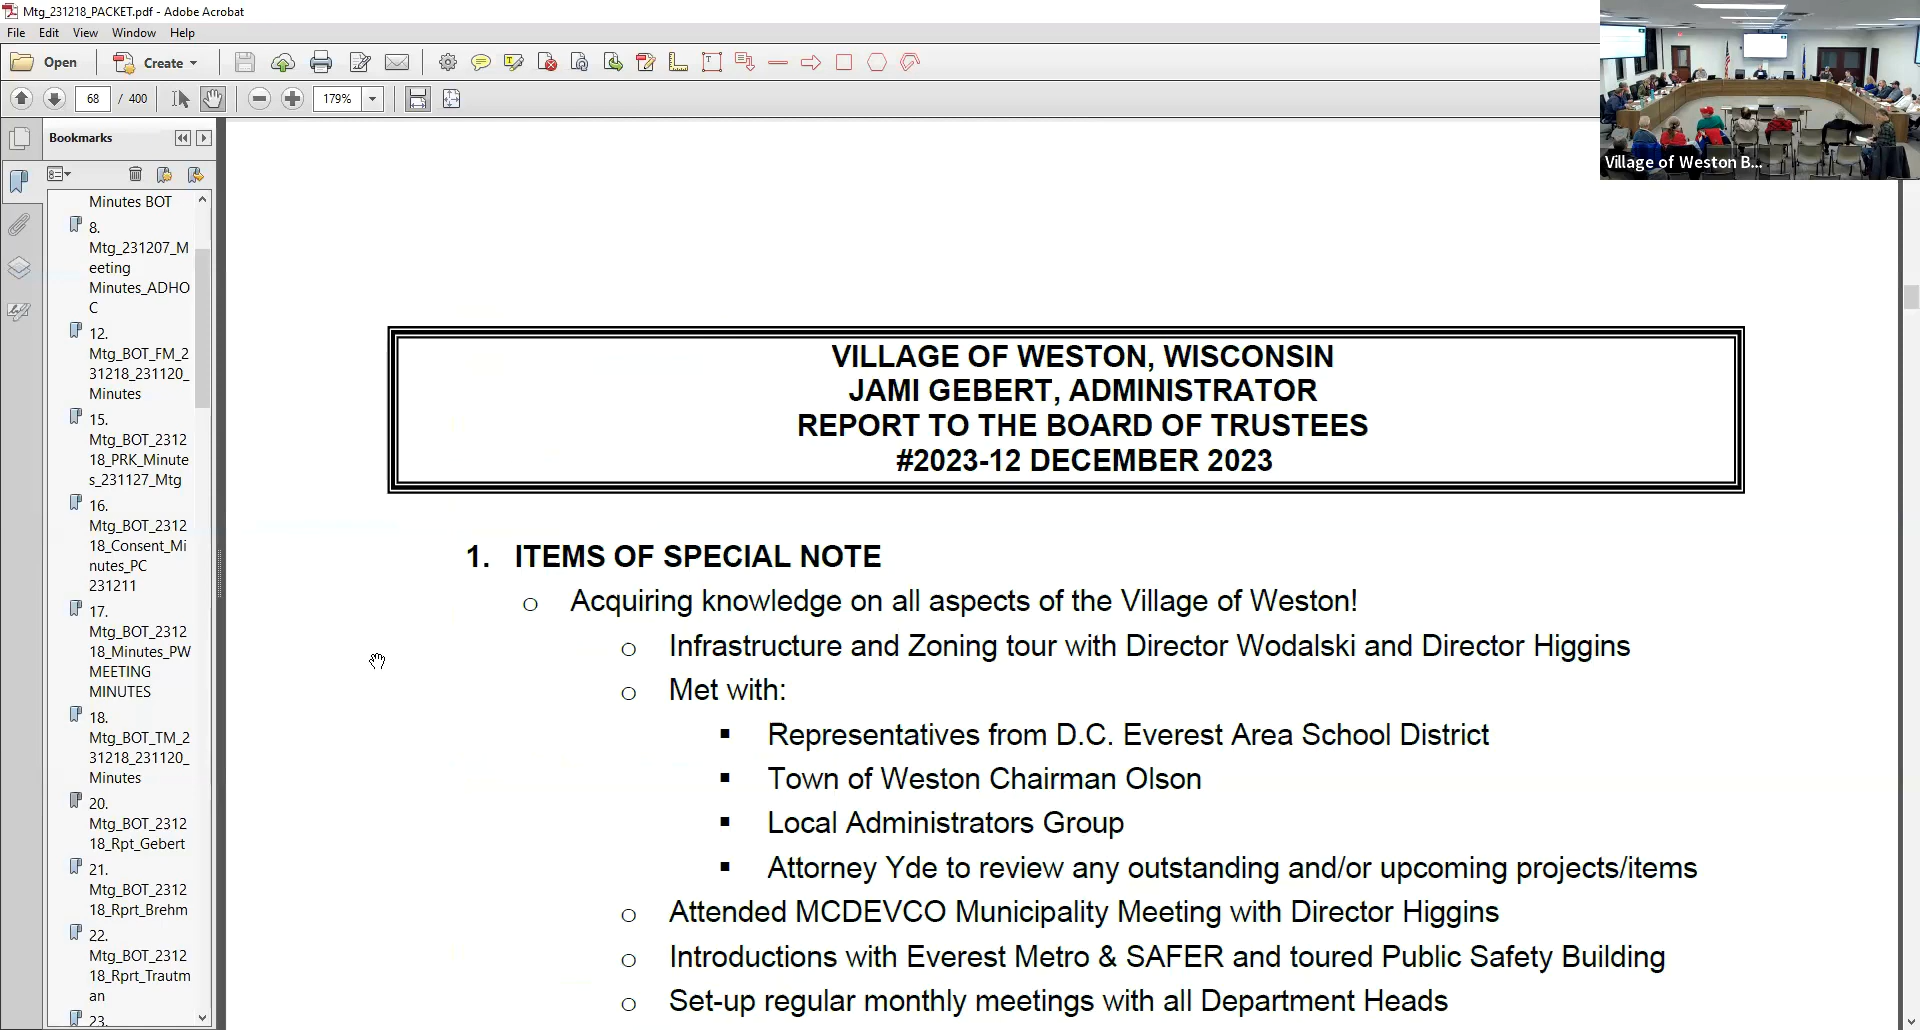 Mtg_231218_PACKET.pdf - Adobe Acrobat
File Edit View Window Help
Open Create
68 / 400 179%
Bookmarks
Minutes BOT
8.
Mtg_231207_M
eeting
Minutes_ADHO
C
12.
Mtg_BOT_FM_2
31218_231120_
Minutes
15.
Mtg_BOT_2312
18_PRK_Minute
s_231127_Mtg
16.
Mtg_BOT_2312
18_Consent_Mi
nutes_PC
231211
17.
Mtg_BOT_2312
18_Minutes_PW
MEETING
MINUTES
18.
Mtg_BOT_TM_2
31218_231120_
Minutes
20.
Mtg_BOT_2312
18_Rpt_Gebert
21.
Mtg_BOT_2312
18_Rprt_Brehm
22.
Mtg_BOT_2312
18_Rprt_Trautm
an
23.
VILLAGE OF WESTON, WISCONSIN
JAMI GEBERT, ADMINISTRATOR
REPORT TO THE BOARD OF TRUSTEES
#2023-12 DECEMBER 2023
1. ITEMS OF SPECIAL NOTE
o Acquiring knowledge on all aspects of the Village of Weston!
o Infrastructure and Zoning tour with Director Wodalski and Director Higgins
o Met with:
▪ Representatives from D.C. Everest Area School District
▪ Town of Weston Chairman Olson
▪ Local Administrators Group
▪ Attorney Yde to review any outstanding and/or upcoming projects/items
o Attended MCDEVCO Municipality Meeting with Director Higgins
o Introductions with Everest Metro & SAFER and toured Public Safety Building
o Set-up regular monthly meetings with all Department Heads
Village of Weston B...